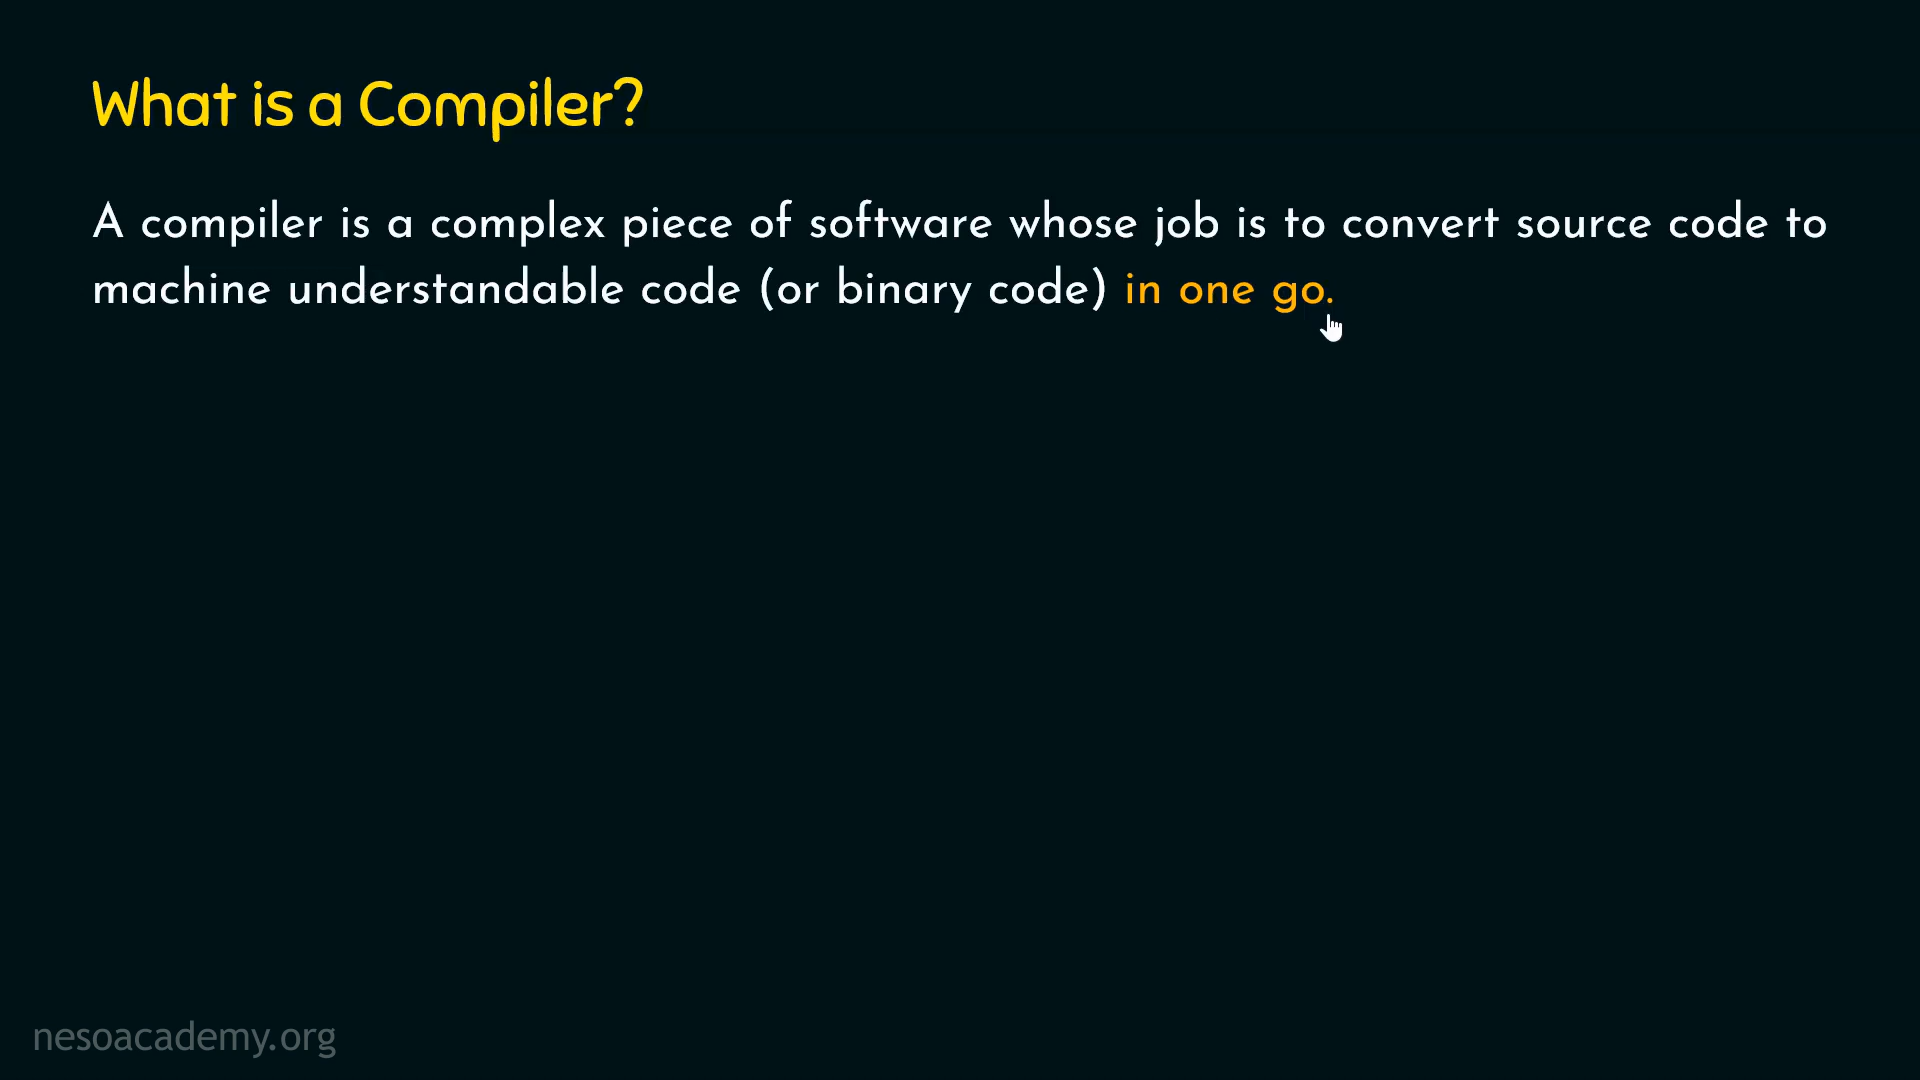 What is a Compiler?
A compiler is a complex piece of software whose job is to convert source code to
machine understandable code (or binary code) in one go.
nesoacademy.org